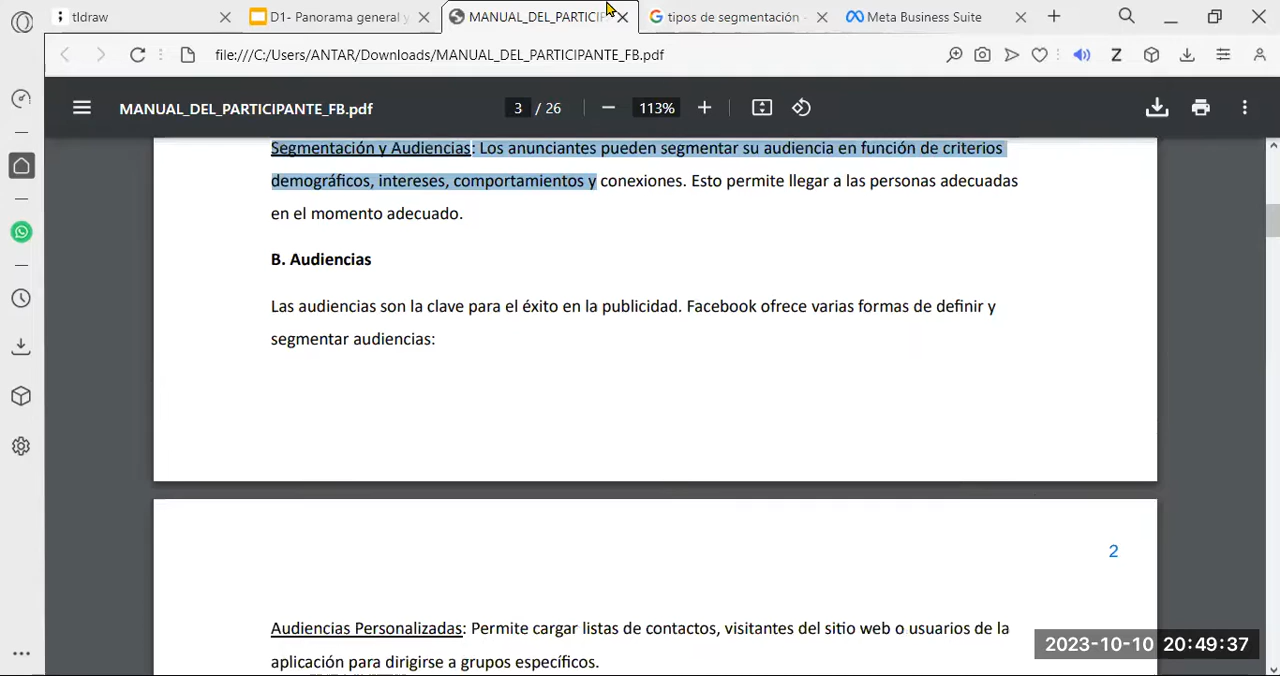 tldraw
D1- Panorama general y
MANUAL_DEL_PARTICI
tipos de segmentación -
Meta Business Suite
file:///C:/Users/ANTAR/Downloads/MANUAL_DEL_PARTICIPANTE_FB.pdf
Z
MANUAL_DEL_PARTICIPANTE_FB.pdf
3 / 26
113%
Segmentación y Audiencias: Los anunciantes pueden segmentar su audiencia en función de criterios
demográficos, intereses, comportamientos y conexiones. Esto permite llegar a las personas adecuadas
en el momento adecuado.
B. Audiencias
Las audiencias son la clave para el éxito en la publicidad. Facebook ofrece varias formas de definir y
segmentar audiencias:
2
Audiencias Personalizadas: Permite cargar listas de contactos, visitantes del sitio web o usuarios de la
aplicación para dirigirse a grupos específicos.
2023-10-10 20:49:37